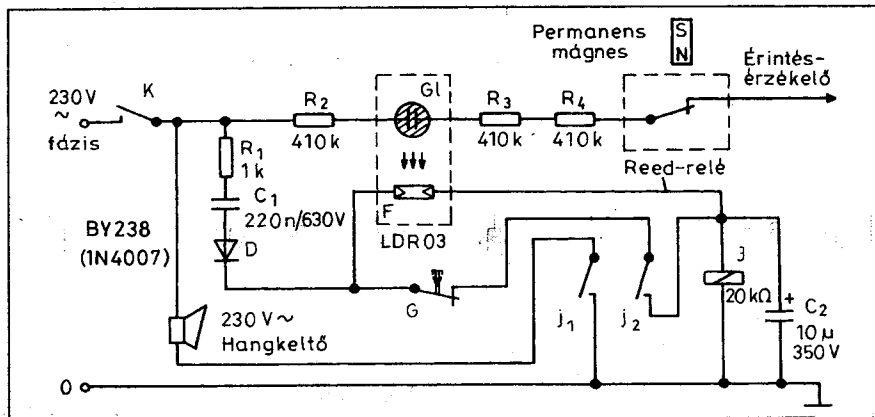 Permanens
mágnes
S
N
Érintés-
érzékelő
230V
~
fázis
K
R2
410k
Gl
R3
410k
R4
410k
Reed-relé
R1
1k
C1
220n/630V
F
LDR03
BY238
(1N4007)
D
G
j1
j2
J
20kΩ
+
C2
10µ
350V
230V~
Hangkeltő
0